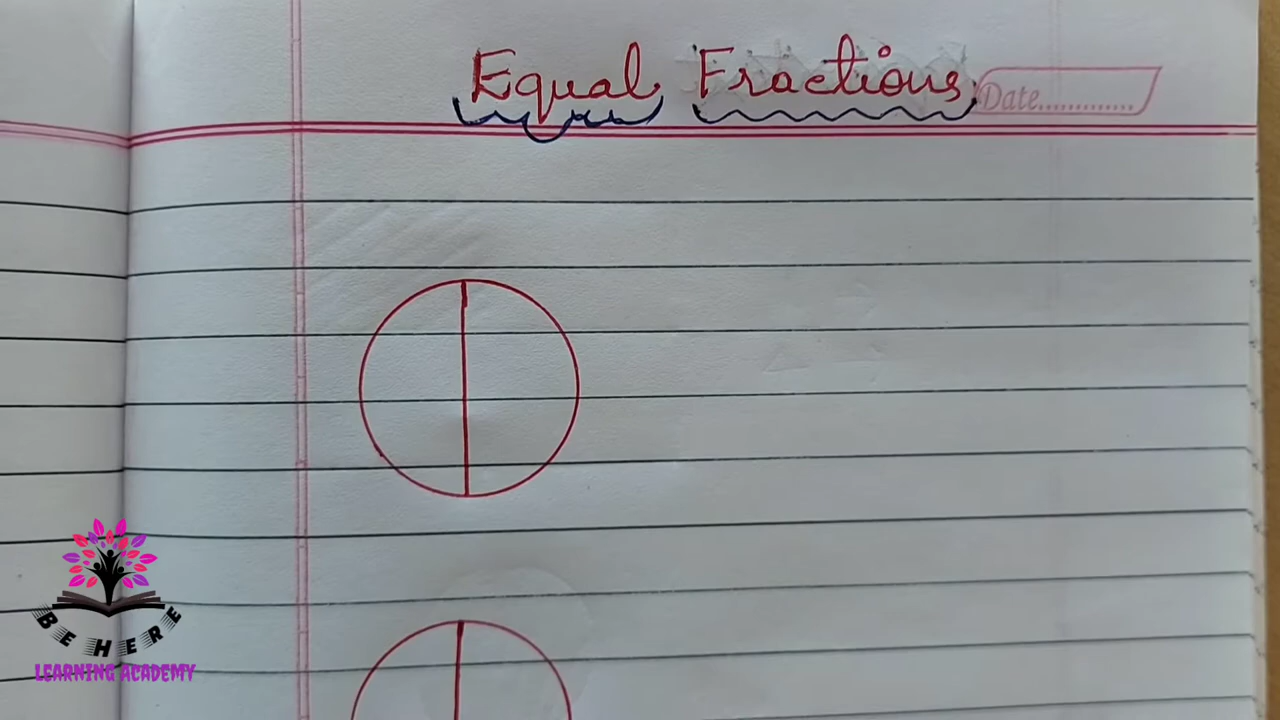 Equal Fractions
Date.............
BE HERE
LEARNING ACADEMY